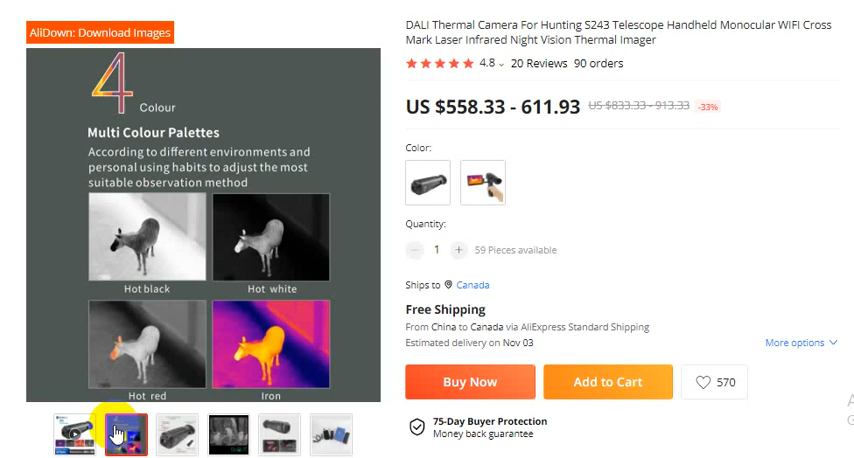 AliDown: Download Images
4
Colour
Multi Colour Palettes
According to different environments and
personal using habits to adjust the most
suitable observation method
Hot black
Hot white
Hot red
Iron
DALI Thermal Camera For Hunting S243 Telescope Handheld Monocular WIFI Cross
Mark Laser Infrared Night Vision Thermal Imager
4.8 20 Reviews 90 orders
US $558.33 - 611.93 US $833.33 - 913.33 -33%
Color:
Quantity:
1 59 Pieces available
Ships to Canada
Free Shipping
From China to Canada via AliExpress Standard Shipping
Estimated delivery on Nov 03
More options
Buy Now
Add to Cart
570
75-Day Buyer Protection
Money back guarantee